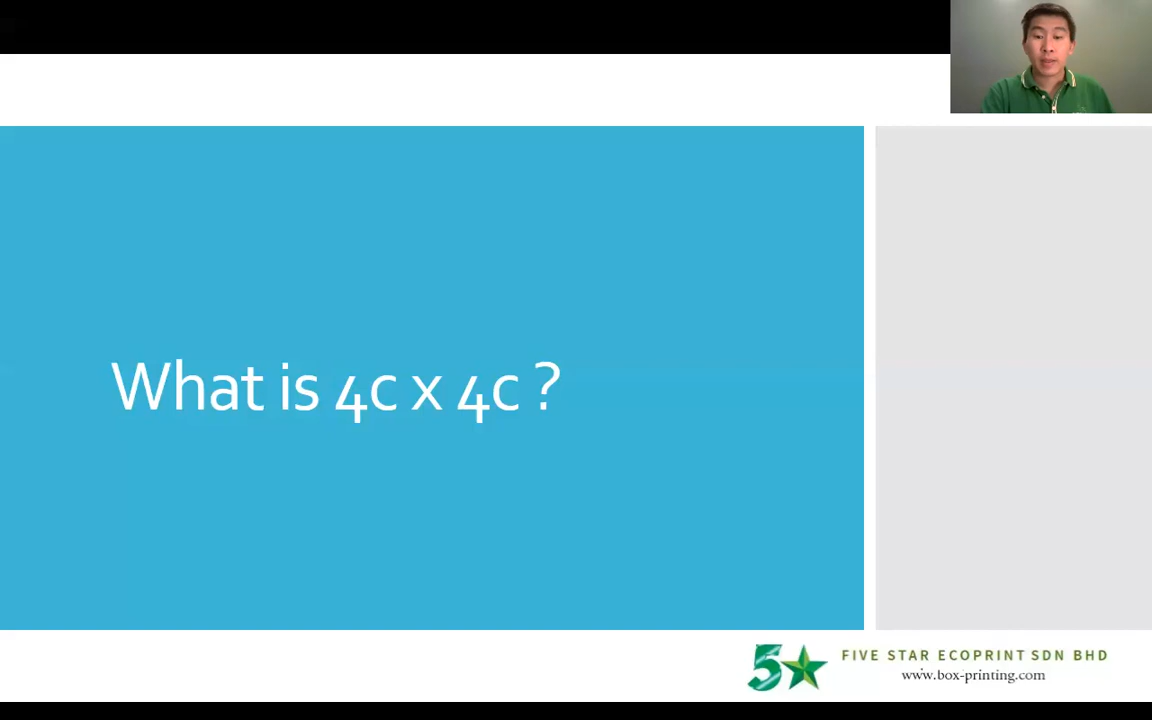 What is 4c x 4c ?
5
FIVE STAR ECOPRINT SDN BHD
www.box-printing.com